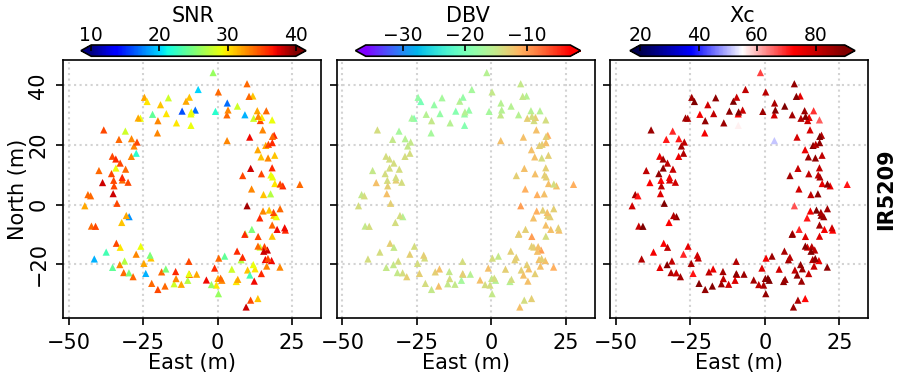 SNR DBV Xc
10 20 30 40 −30 −20 −10 20 40 60 80
North (m)
40
20
0
−20
IR5209
−50 −25 0 25 −50 −25 0 25 −50 −25 0 25
East (m) East (m) East (m)